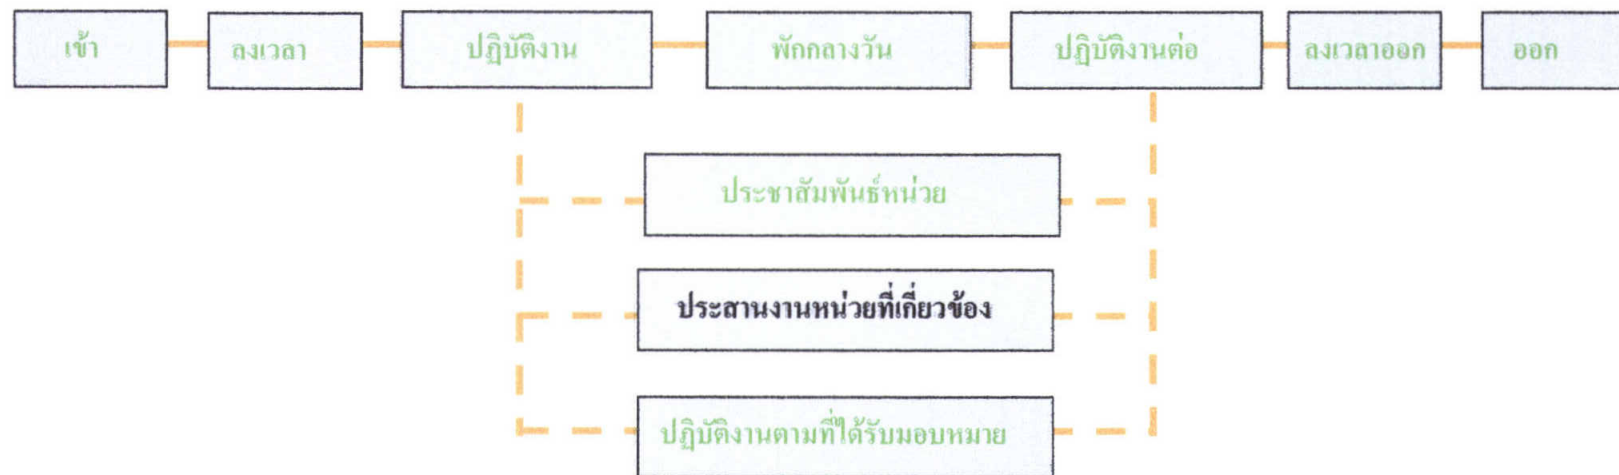 เข้า
ลงเวลา
ปฏิบัติงาน
พักกลางวัน
ปฏิบัติงานต่อ
ลงเวลาออก
ออก
ประชาสัมพันธ์หน่วย
ประสานงานหน่วยที่เกี่ยวข้อง
ปฏิบัติงานตามที่ได้รับมอบหมาย